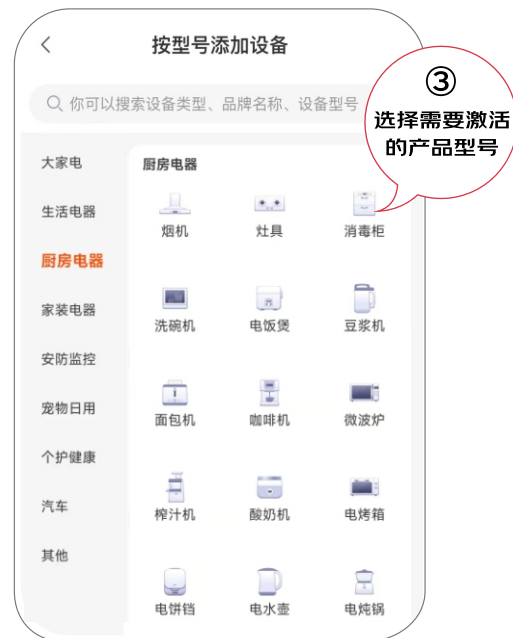 按型号添加设备
你可以搜索设备类型、品牌名称、设备型号
③
选择需要激活
的产品型号
大家电
生活电器
厨房电器
家装电器
安防监控
宠物日用
个护健康
汽车
其他
厨房电器
烟机 灶具 消毒柜
洗碗机 电饭煲 豆浆机
面包机 咖啡机 微波炉
榨汁机 酸奶机 电烤箱
电饼铛 电水壶 电炖锅